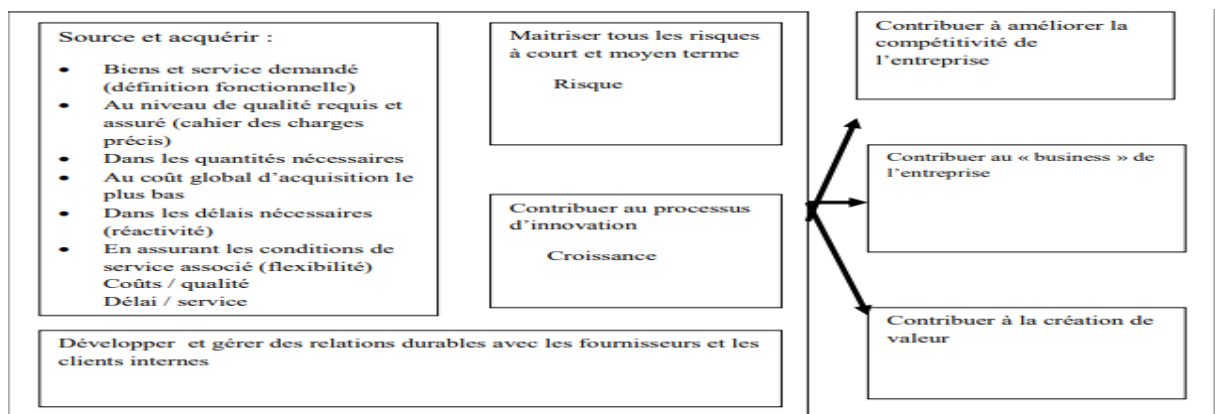 Source et acquérir :
• Biens et service demandé
(définition fonctionnelle)
• Au niveau de qualité requis et
assuré (cahier des charges
précis)
• Dans les quantités nécessaires
• Au coût global d’acquisition le
plus bas
• Dans les délais nécessaires
(réactivité)
• En assurant les conditions de
service associé (flexibilité)
Coûts / qualité
Délai / service
Maitriser tous les risques
à court et moyen terme
Risque
Contribuer au processus
d’innovation
Croissance
Développer et gérer des relations durables avec les fournisseurs et les
clients internes
Contribuer à améliorer la
compétitivité de
l’entreprise
Contribuer au « business » de
l’entreprise
Contribuer à la création de
valeur